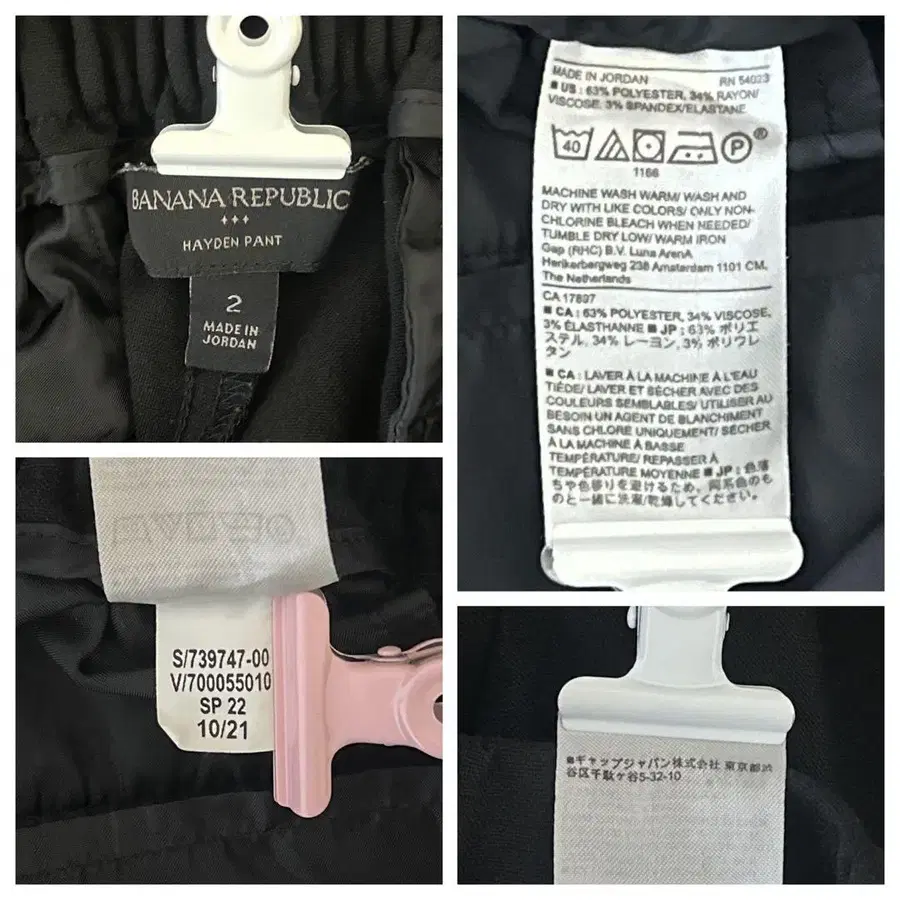 BANANA REPUBLIC
HAYDEN PANT
2
MADE IN
JORDAN
MADE IN JORDAN RN 54023
■ US : 63% POLYESTER, 34% RAYON/
VISCOSE, 3% SPANDEX/ELASTANE
40 P ®
1166
MACHINE WASH WARM/ WASH AND
DRY WITH LIKE COLORS/ ONLY NON-
CHLORINE BLEACH WHEN NEEDED/
TUMBLE DRY LOW/ WARM IRON
Gap (RHC) B.V. Luna ArenA
Herikerbergweg 238 Amsterdam 1101 CM,
The Netherlands
CA 17897
■ CA : 63% POLYESTER, 34% VISCOSE,
3% ÉLASTHANNE ■ JP : 63% ポリエ
ステル, 34% レーヨン, 3% ポリウレ
タン
■ CA : LAVER À LA MACHINE À L'EAU
TIÈDE/ LAVER ET SÉCHER AVEC DES
COULEURS SEMBLABLES/ UTILISER AU
BESOIN UN AGENT DE BLANCHIMENT
SANS CHLORE UNIQUEMENT/ SÉCHER
À LA MACHINE À BASSE
TEMPÉRATURE/ REPASSER À
TEMPÉRATURE MOYENNE ■ JP : 色落
ちや色移りを避けるため、同系色のも
のと一緒に洗濯/乾燥してください。
S/739747-00
V/700055010
SP 22
10/21
■ギャップジャパン株式会社 東京都渋
谷区千駄ヶ谷5-32-10